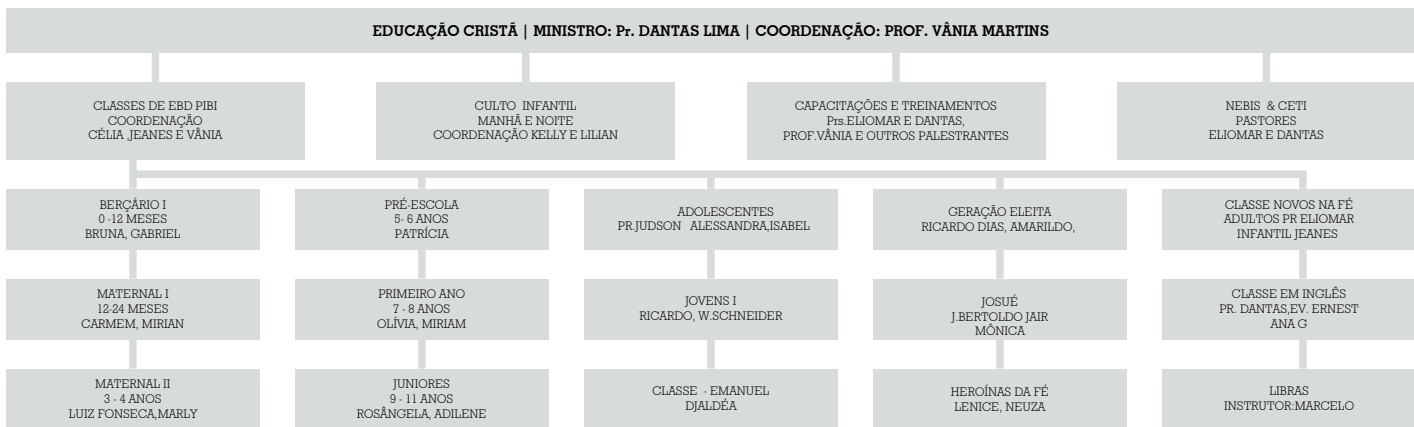 EDUCAÇÃO CRISTÃ | MINISTRO: Pr. DANTAS LIMA | COORDENAÇÃO: PROF. VÂNIA MARTINS
CLASSES DE EBD PIBI
COORDENAÇÃO
CÉLIA ,JEANES E VÂNIA
CULTO INFANTIL
MANHÃ E NOITE
COORDENAÇÃO KELLY E LILIAN
CAPACITAÇÕES E TREINAMENTOS
Prs.ELIOMAR E DANTAS,
PROF.VÂNIA E OUTROS PALESTRANTES
NEBIS & CETI
PASTORES
ELIOMAR E DANTAS
BERÇÁRIO I
0 -12 MESES
BRUNA, GABRIEL
PRÉ-ESCOLA
5- 6 ANOS
PATRÍCIA
ADOLESCENTES
PR.JUDSON ALESSANDRA,ISABEL
GERAÇÃO ELEITA
RICARDO DIAS, AMARILDO,
CLASSE NOVOS NA FÉ
ADULTOS PR ELIOMAR
INFANTIL JEANES
MATERNAL I
12-24 MESES
CARMEM, MIRIAN
PRIMEIRO ANO
7 - 8 ANOS
OLÍVIA, MIRIAM
JOVENS I
RICARDO, W.SCHNEIDER
JOSUÉ
J.BERTOLDO JAIR
MÔNICA
CLASSE EM INGLÊS
PR. DANTAS,EV. ERNEST
ANA G
MATERNAL II
3 - 4 ANOS
LUIZ FONSECA,MARLY
JUNIORES
9 - 11 ANOS
ROSÂNGELA, ADILENE
CLASSE - EMANUEL
DJALDÉA
HEROÍNAS DA FÉ
LENICE, NEUZA
LIBRAS
INSTRUTOR:MARCELO